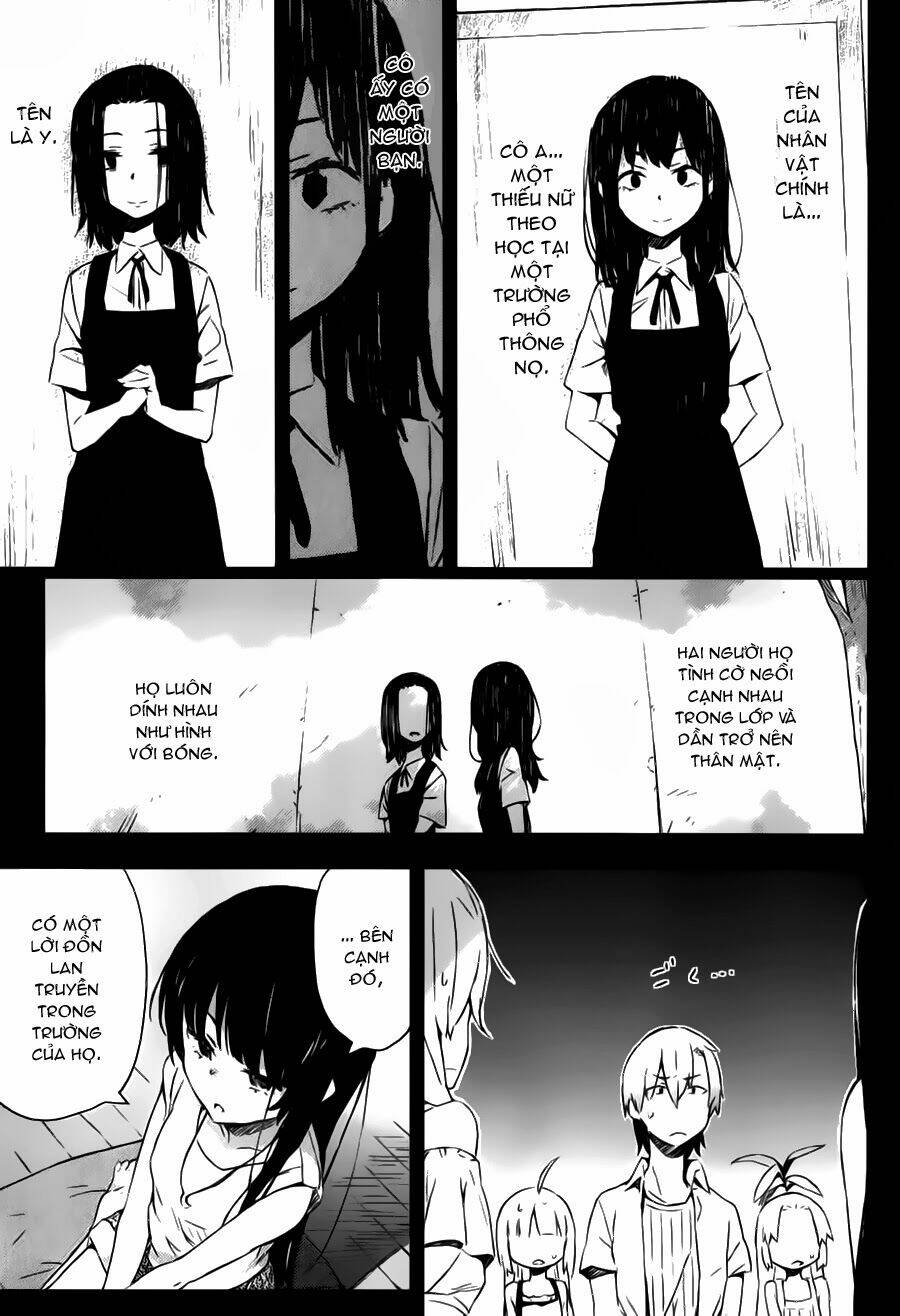 TÊN
CỦA
NHÂN
VẬT
CHÍNH
LÀ...
CÔ A...
MỘT
THIẾU NỮ
THEO
HỌC TẠI
MỘT
TRƯỜNG
PHỔ
THÔNG
NỌ.
CÔ
ẤY CÓ
MỘT
NGƯỜI
BẠN.
TÊN
LÀ Y.
HAI NGƯỜI HỌ
TÌNH CỜ NGỒI
CẠNH NHAU
TRONG LỚP VÀ
DẦN TRỞ NÊN
THÂN MẬT.
HỌ LUÔN
DÍNH NHAU
NHƯ HÌNH
VỚI BÓNG.
ごく...
... BÊN
CẠNH
ĐÓ,
CÓ MỘT
LỜI ĐỒN
LAN
TRUYỀN
TRONG
TRƯỜNG
CỦA HỌ.